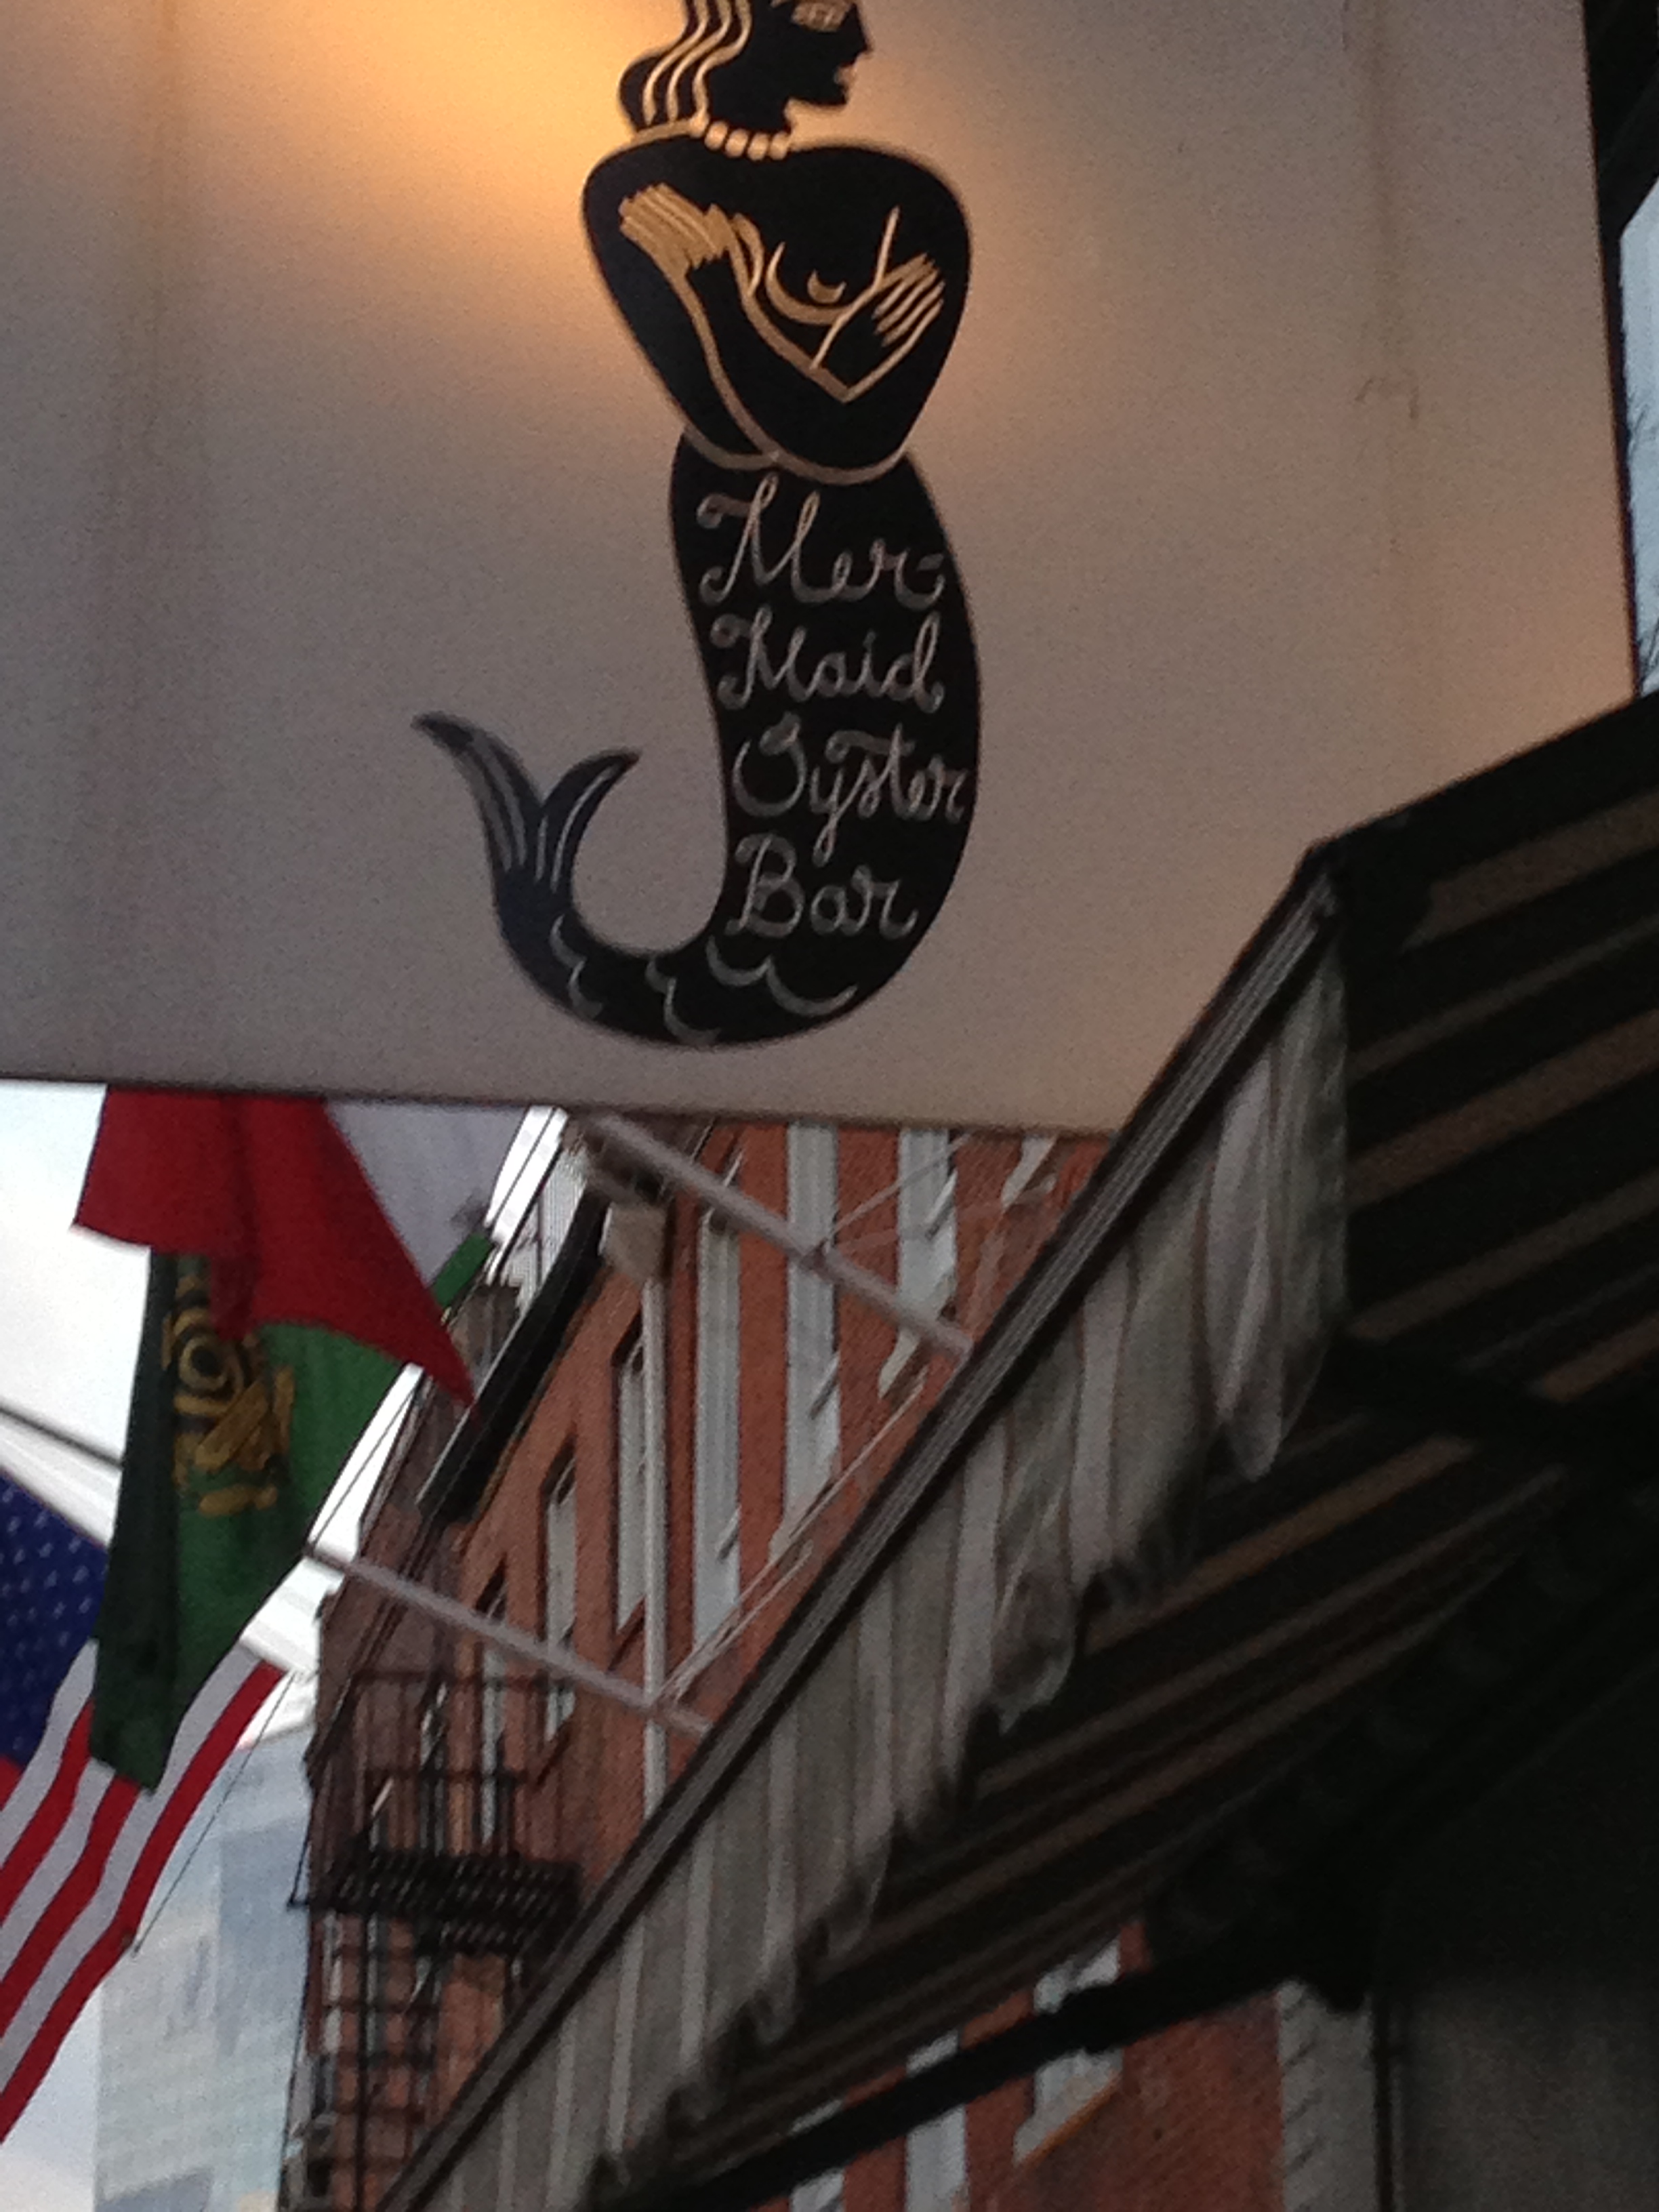 Mer-
Maid
Oyster
Bar